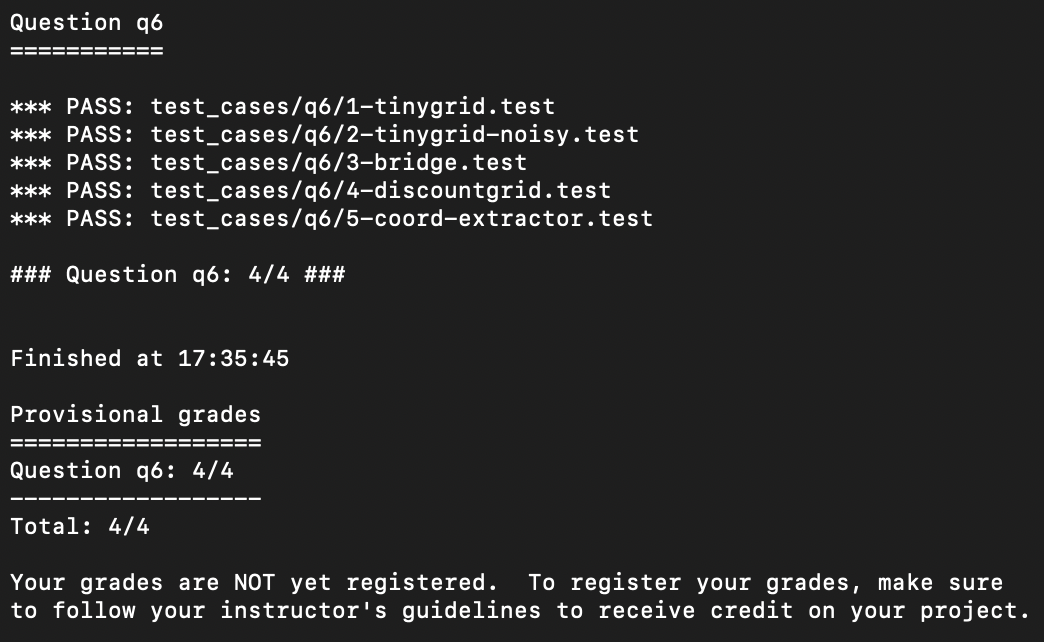 Question q6
===========
*** PASS: test_cases/q6/1-tinygrid.test
*** PASS: test_cases/q6/2-tinygrid-noisy.test
*** PASS: test_cases/q6/3-bridge.test
*** PASS: test_cases/q6/4-discountgrid.test
*** PASS: test_cases/q6/5-coord-extractor.test
### Question q6: 4/4 ###
Finished at 17:35:45
Provisional grades
==================
Question q6: 4/4
------------------
Total: 4/4
Your grades are NOT yet registered.  To register your grades, make sure
to follow your instructor's guidelines to receive credit on your project.